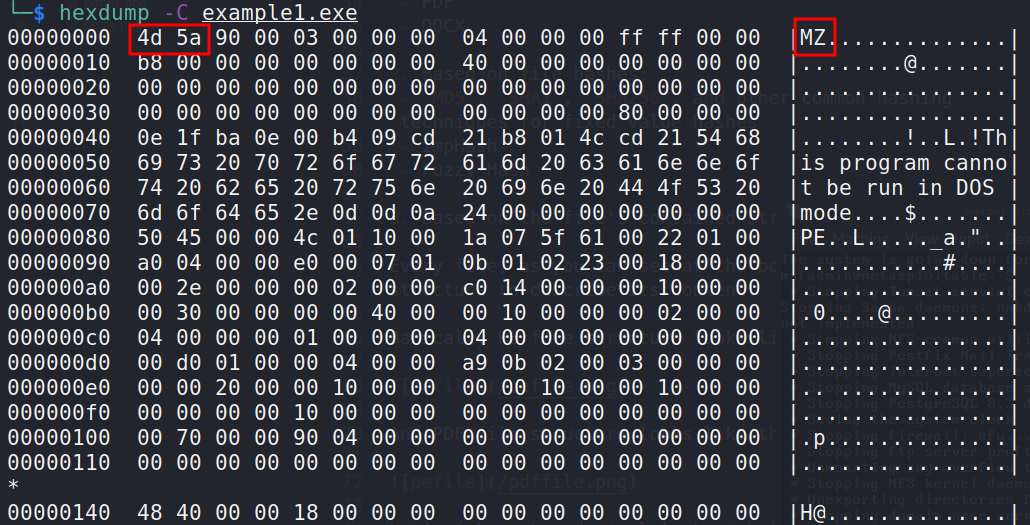 └─$ hexdump -C example1.exe
00000000  4d 5a 90 00 03 00 00 00  04 00 00 00 ff ff 00 00  |MZ..............|
00000010  b8 00 00 00 00 00 00 00  40 00 00 00 00 00 00 00  |........@.......|
00000020  00 00 00 00 00 00 00 00  00 00 00 00 00 00 00 00  |................|
00000030  00 00 00 00 00 00 00 00  00 00 00 00 80 00 00 00  |................|
00000040  0e 1f ba 0e 00 b4 09 cd  21 b8 01 4c cd 21 54 68  |........!..L.!Th|
00000050  69 73 20 70 72 6f 67 72  61 6d 20 63 61 6e 6e 6f  |is program canno|
00000060  74 20 62 65 20 72 75 6e  20 69 6e 20 44 4f 53 20  |t be run in DOS |
00000070  6d 6f 64 65 2e 0d 0d 0a  24 00 00 00 00 00 00 00  |mode....$.......|
00000080  50 45 00 00 4c 01 10 00  1a 07 5f 61 00 22 01 00  |PE..L....._a."..|
00000090  a0 04 00 00 e0 00 07 01  0b 01 02 23 00 18 00 00  |...........#....|
000000a0  00 2e 00 00 00 02 00 00  c0 14 00 00 00 10 00 00  |................|
000000b0  00 30 00 00 00 00 40 00  00 10 00 00 00 02 00 00  |.0....@.........|
000000c0  04 00 00 00 01 00 00 00  04 00 00 00 00 00 00 00  |................|
000000d0  00 d0 01 00 00 04 00 00  a9 0b 02 00 03 00 00 00  |................|
000000e0  00 00 20 00 00 10 00 00  00 00 10 00 00 10 00 00  |.. .............|
000000f0  00 00 00 00 10 00 00 00  00 00 00 00 00 00 00 00  |................|
00000100  00 70 00 00 90 04 00 00  00 00 00 00 00 00 00 00  |.p..............|
00000110  00 00 00 00 00 00 00 00  00 00 00 00 00 00 00 00  |................|
*
00000140  48 40 00 00 18 00 00 00  00 00 00 00 00 00 00 00  |H@..............|